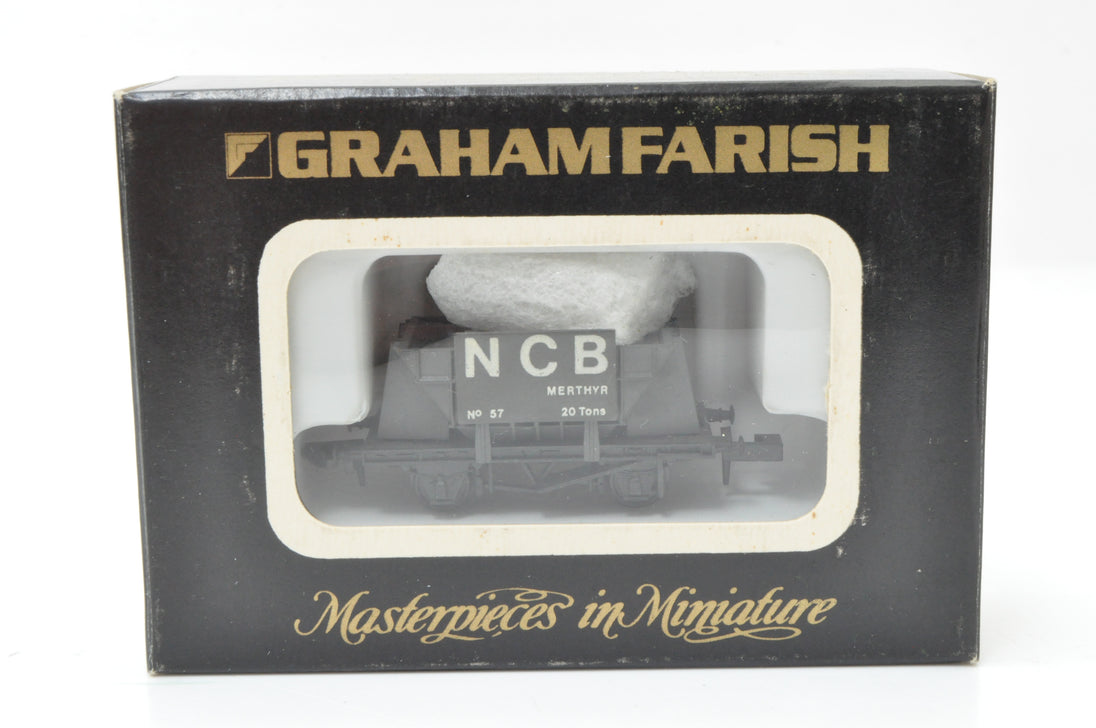 GRAHAM FARISH
NCB
MERTHYR
No 57 20 Tons
Masterpieces in Miniature